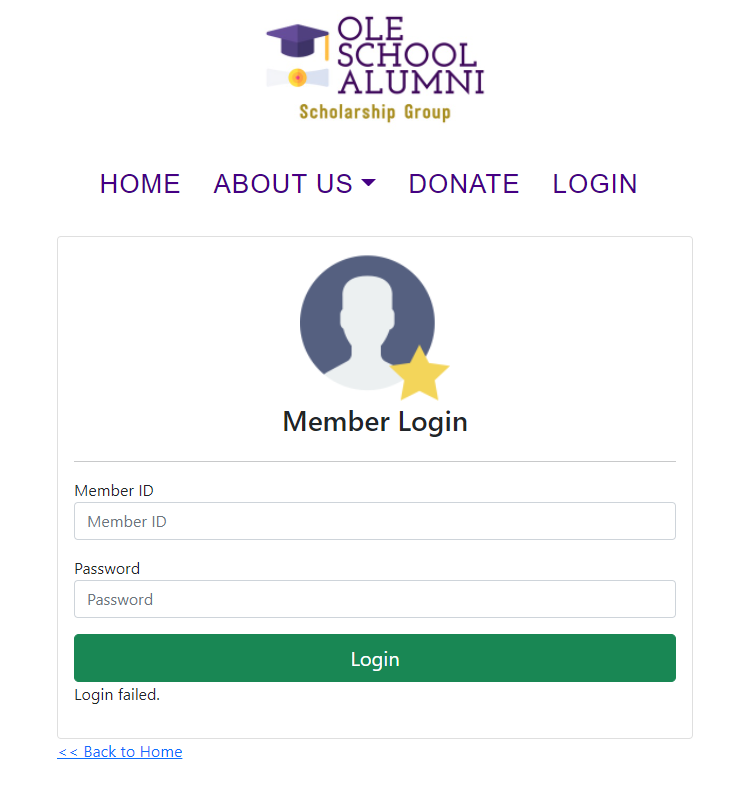 OLE
SCHOOL
ALUMNI
Scholarship Group
HOME ABOUT US DONATE LOGIN
Member Login
Member ID
Member ID
Password
Password
Login
Login failed.
<< Back to Home